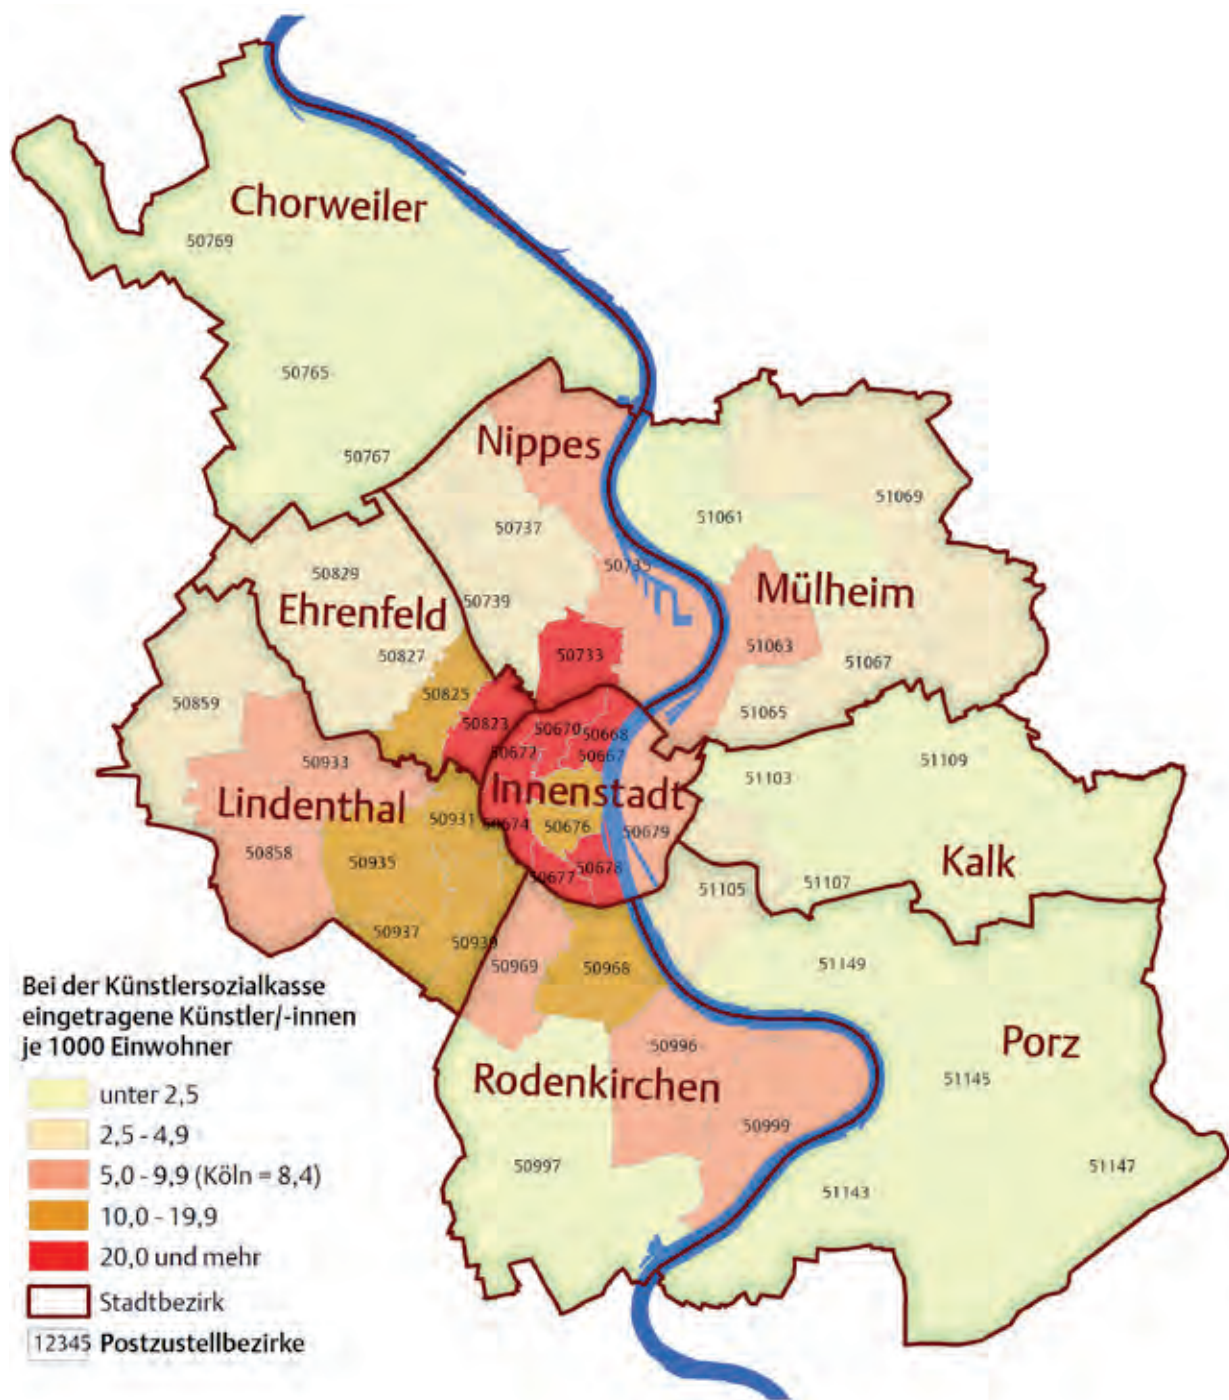 Chorweiler
50769
50765
50767
Nippes
50737
51061
51069
50735
50829
50739
Ehrenfeld
Mülheim
50827
50733
51063
51067
50825
50859
50823
50670
50668
51065
50672
50667
50933
51103
51109
Innenstadt
Lindenthal
50931
50674
50676
50679
50858
50935
Kalk
50677
50678
51105
51107
50937
50939
50969
50968
51149
Bei der Künstlersozialkasse
eingetragene Künstler/-innen
je 1000 Einwohner
50996
Porz
Rodenkirchen
51145
unter 2,5
2,5 - 4,9
50999
50997
51147
5,0 - 9,9 (Köln = 8,4)
51143
10,0 - 19,9
20,0 und mehr
Stadtbezirk
12345 Postzustellbezirke